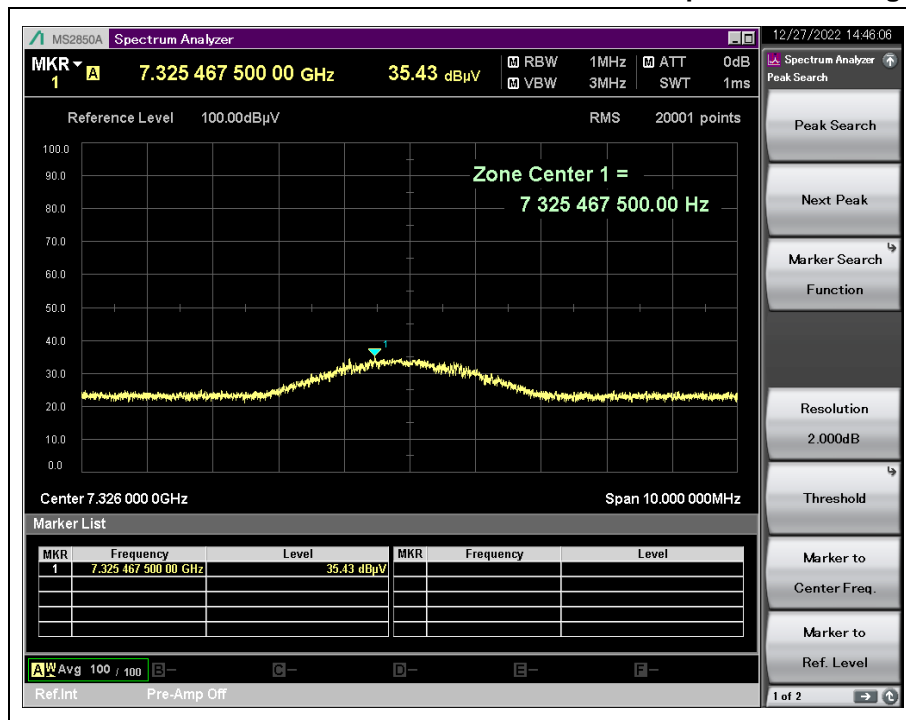 MS2850A Spectrum Analyzer
12/27/2022 14:46:06
MKR A 7.325 467 500 00 GHz 35.43 dBµV M RBW 1MHz M ATT 0dB
1 M VBW 3MHz SWT 1ms
Reference Level 100.00dBµV RMS 20001 points
100.0
90.0
80.0
70.0
60.0
50.0
40.0
30.0
20.0
10.0
0.0
Zone Center 1 =
7 325 467 500.00 Hz
1
Center 7.326 000 0GHz Span 10.000 000MHz
Marker List
MKR Frequency Level MKR Frequency Level
1 7.325 467 500 00 GHz 35.43 dBµV
A W Avg 100 / 100 B- C- D- E- F-
Ref.Int Pre-Amp Off
Spectrum Analyzer
Peak Search
Peak Search
Next Peak
Marker Search
Function
Resolution
2.000dB
Threshold
Marker to
Center Freq.
Marker to
Ref. Level
1 of 2